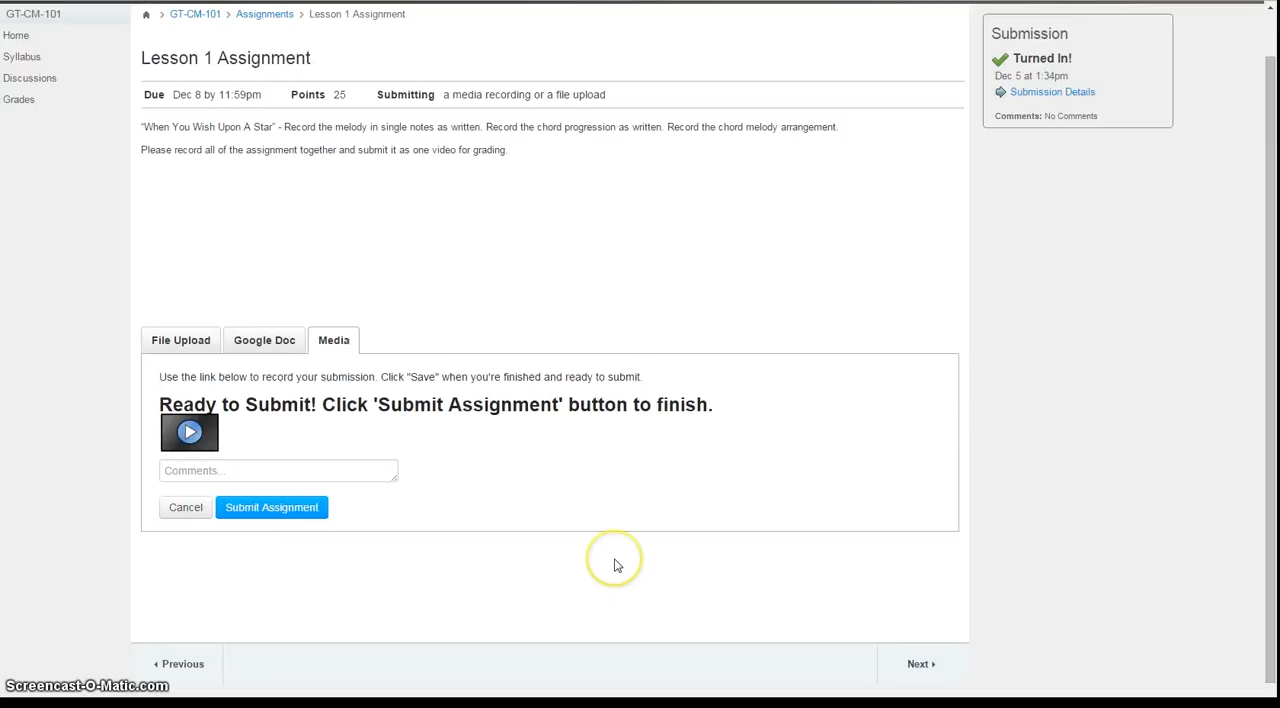 GT-CM-101
Home
Syllabus
Discussions
Grades
GT-CM-101 Assignments Lesson 1 Assignment
Lesson 1 Assignment
Due Dec 8 by 11:59pm Points 25 Submitting a media recording or a file upload
"When You Wish Upon A Star" - Record the melody in single notes as written. Record the chord progression as written. Record the chord melody arrangement.
Please record all of the assignment together and submit it as one video for grading.
File Upload Google Doc Media
Use the link below to record your submission. Click "Save" when you're finished and ready to submit.
Ready to Submit! Click 'Submit Assignment' button to finish.
Comments...
Cancel Submit Assignment
Previous Next
Submission
Turned In!
Dec 5 at 1:34pm
Submission Details
Comments: No Comments
Screencast-O-Matic.com